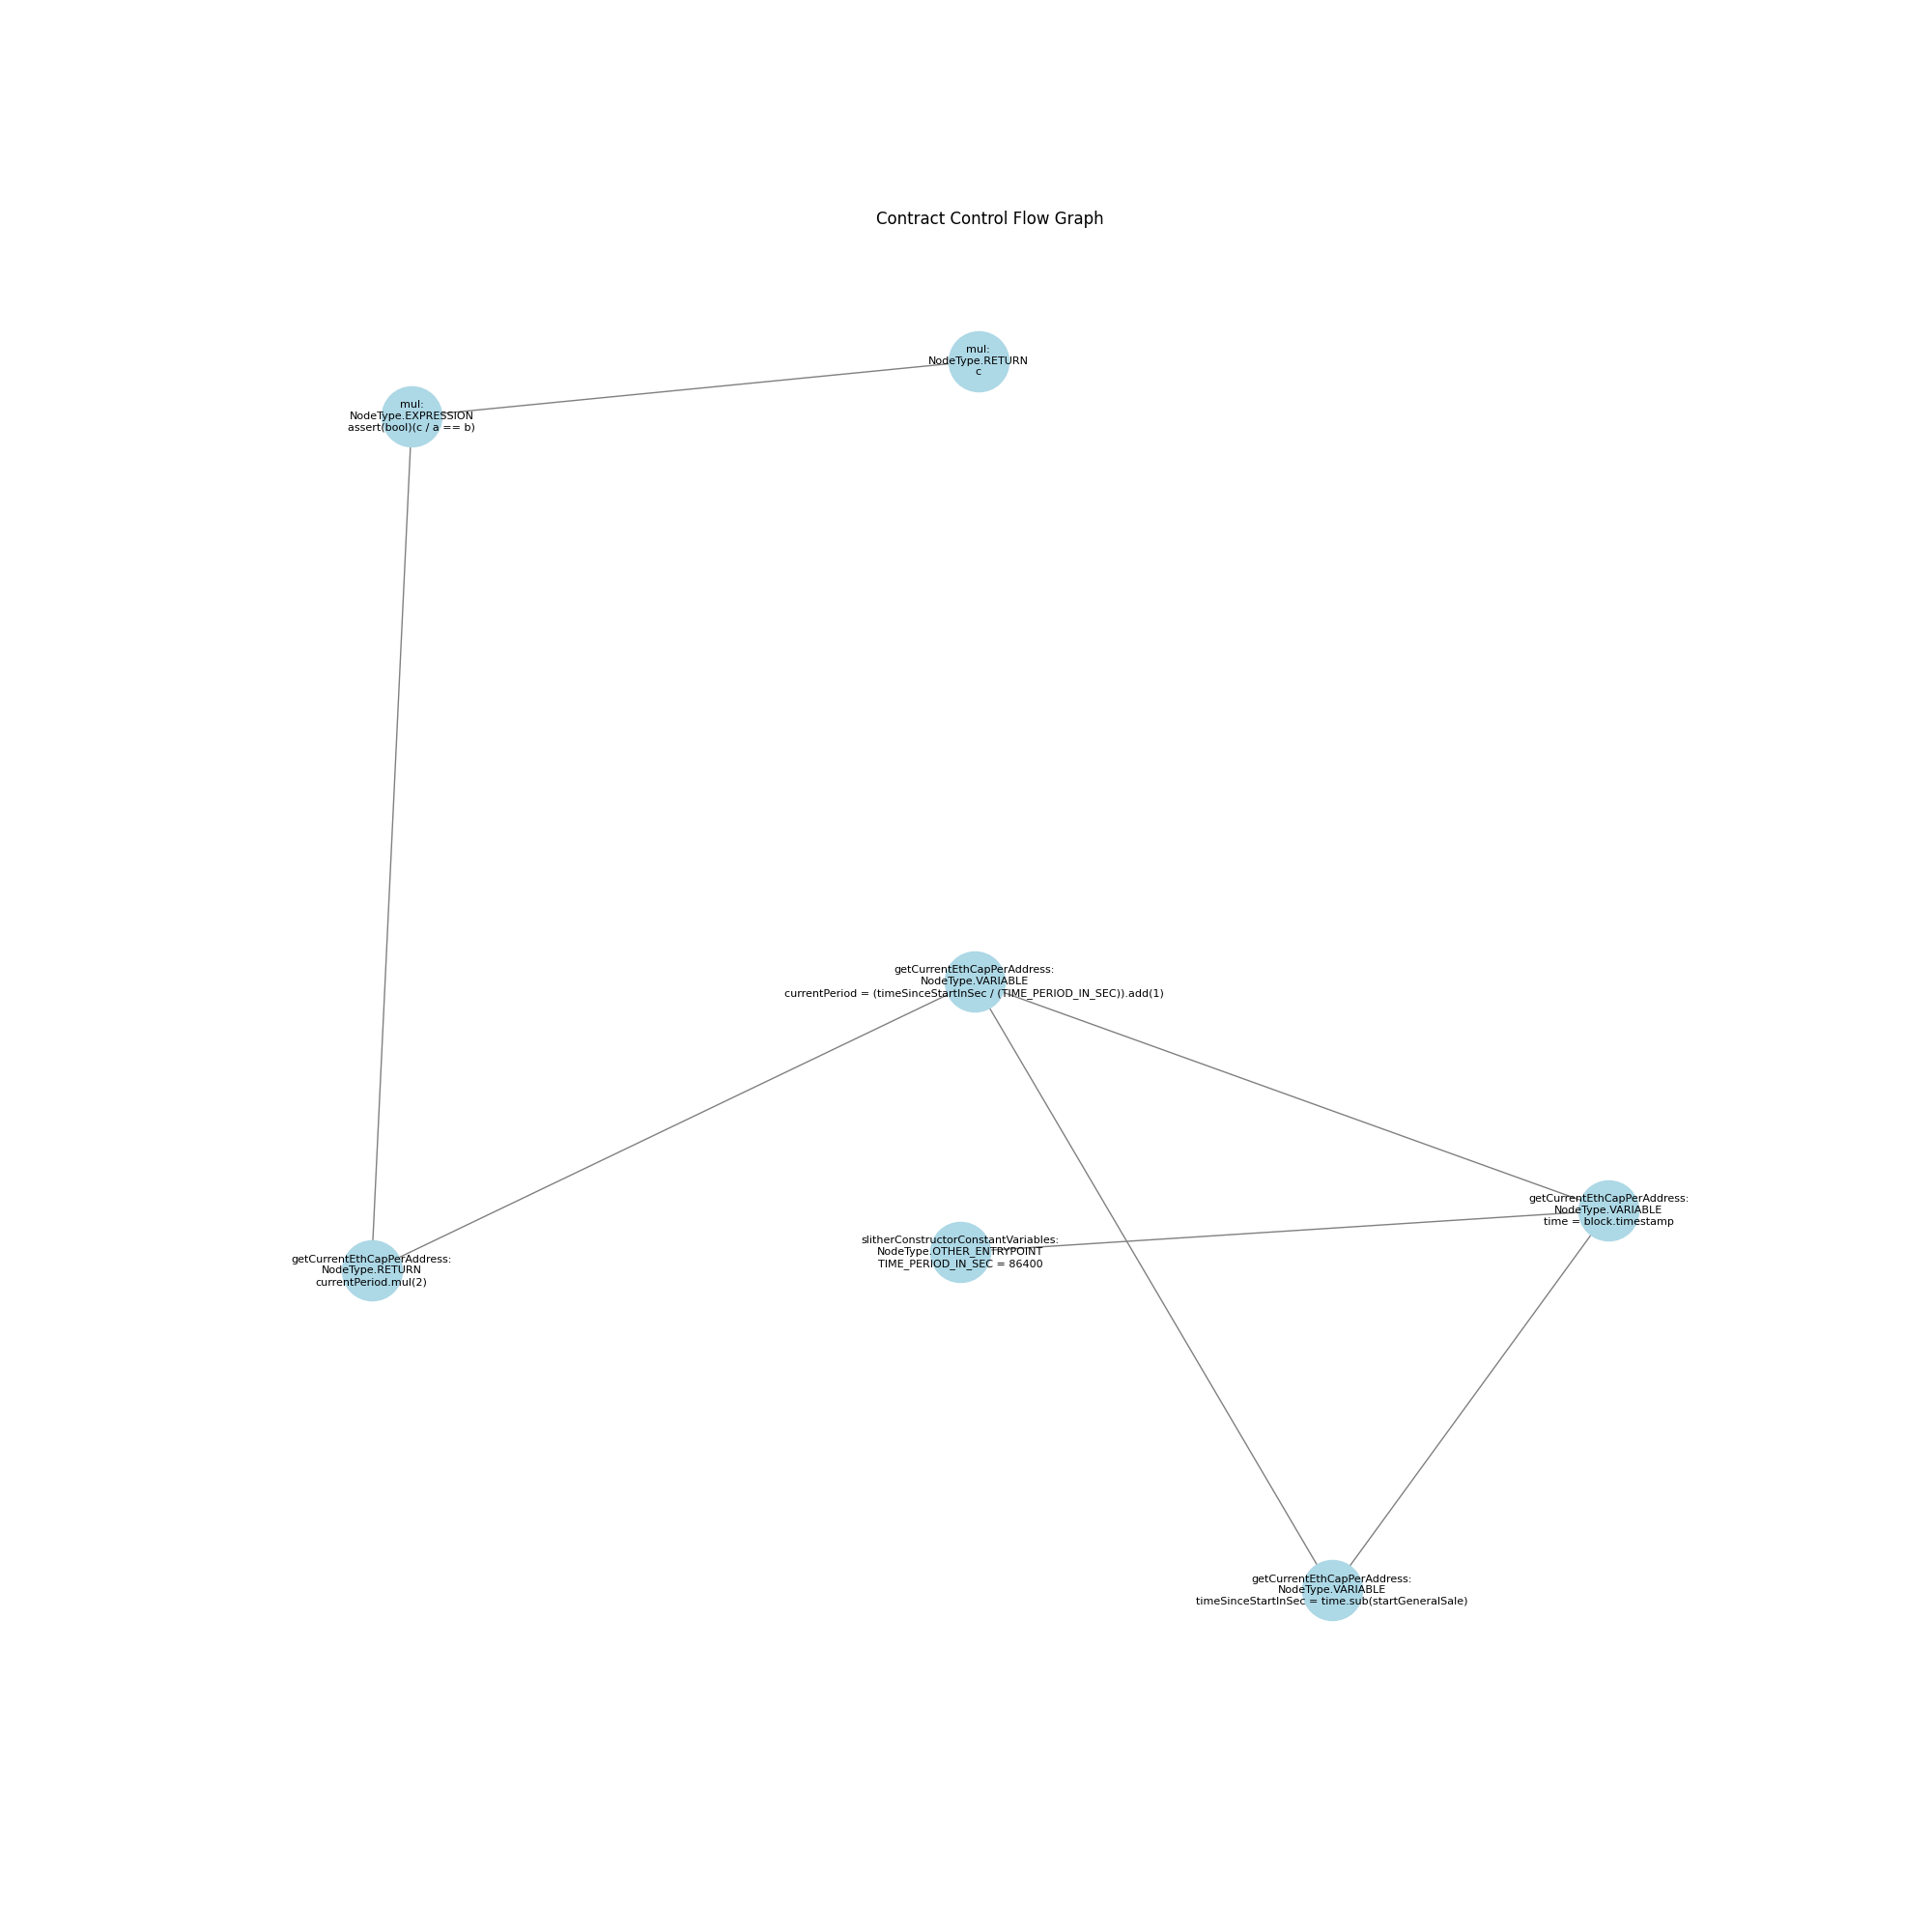 Contract Control Flow Graph
mul:
NodeType.RETURN
c
mul:
NodeType.EXPRESSION
assert(bool)(c / a == b)
getCurrentEthCapPerAddress:
NodeType.VARIABLE
currentPeriod = (timeSinceStartInSec / (TIME_PERIOD_IN_SEC)).add(1)
getCurrentEthCapPerAddress:
NodeType.VARIABLE
time = block.timestamp
slitherConstructorConstantVariables:
NodeType.OTHER_ENTRYPOINT
TIME_PERIOD_IN_SEC = 86400
getCurrentEthCapPerAddress:
NodeType.RETURN
currentPeriod.mul(2)
getCurrentEthCapPerAddress:
NodeType.VARIABLE
timeSinceStartInSec = time.sub(startGeneralSale)